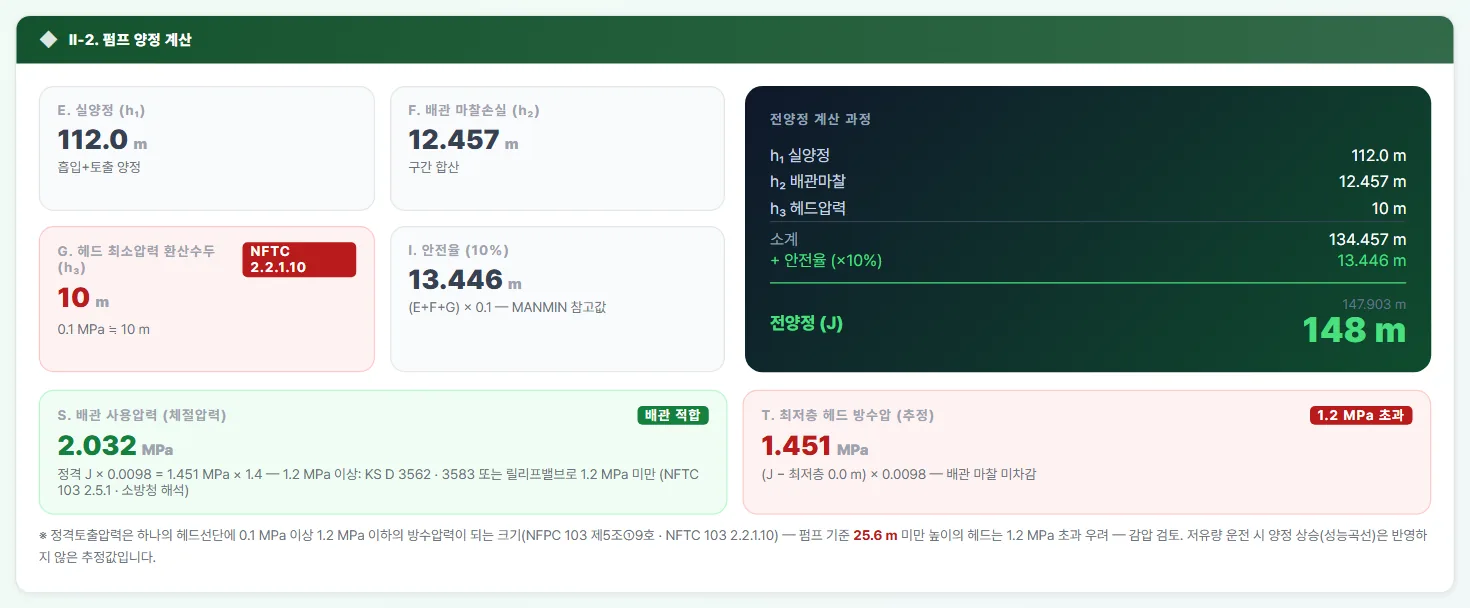 ◆ II-2. 펌프 양정 계산
E. 실양정 (h₁)
112.0 m
흡입+토출 양정
F. 배관 마찰손실 (h₂)
12.457 m
구간 합산
G. 헤드 최소압력 환산수두 (h₃)
NFTC 2.2.1.10
10 m
0.1 MPa ≒ 10 m
I. 안전율 (10%)
13.446 m
(E+F+G) × 0.1 — MANMIN 참고값
전양정 계산 과정
h₁ 실양정 112.0 m
h₂ 배관마찰 12.457 m
h₃ 헤드압력 10 m
소계 134.457 m
+ 안전율 (×10%) 13.446 m
147.903 m
전양정 (J) 148 m
S. 배관 사용압력 (체절압력) 배관 적합
2.032 MPa
정격 J × 0.0098 = 1.451 MPa × 1.4 — 1.2 MPa 이상: KS D 3562 · 3583 또는 릴리프밸브로 1.2 MPa 미만 (NFTC
103 2.5.1 · 소방청 해석)
T. 최저층 헤드 방수압 (추정) 1.2 MPa 초과
1.451 MPa
(J − 최저층 0.0 m) × 0.0098 — 배관 마찰 미차감
※ 정격토출압력은 하나의 헤드선단에 0.1 MPa 이상 1.2 MPa 이하의 방수압력이 되는 크기(NFPC 103 제5조①9호 · NFTC 103 2.2.1.10) — 펌프 기준 25.6 m 미만 높이의 헤드는 1.2 MPa 초과 우려 — 감압 검토. 저유량 운전 시 양정 상승(성능곡선)은 반영하
지 않은 추정값입니다.